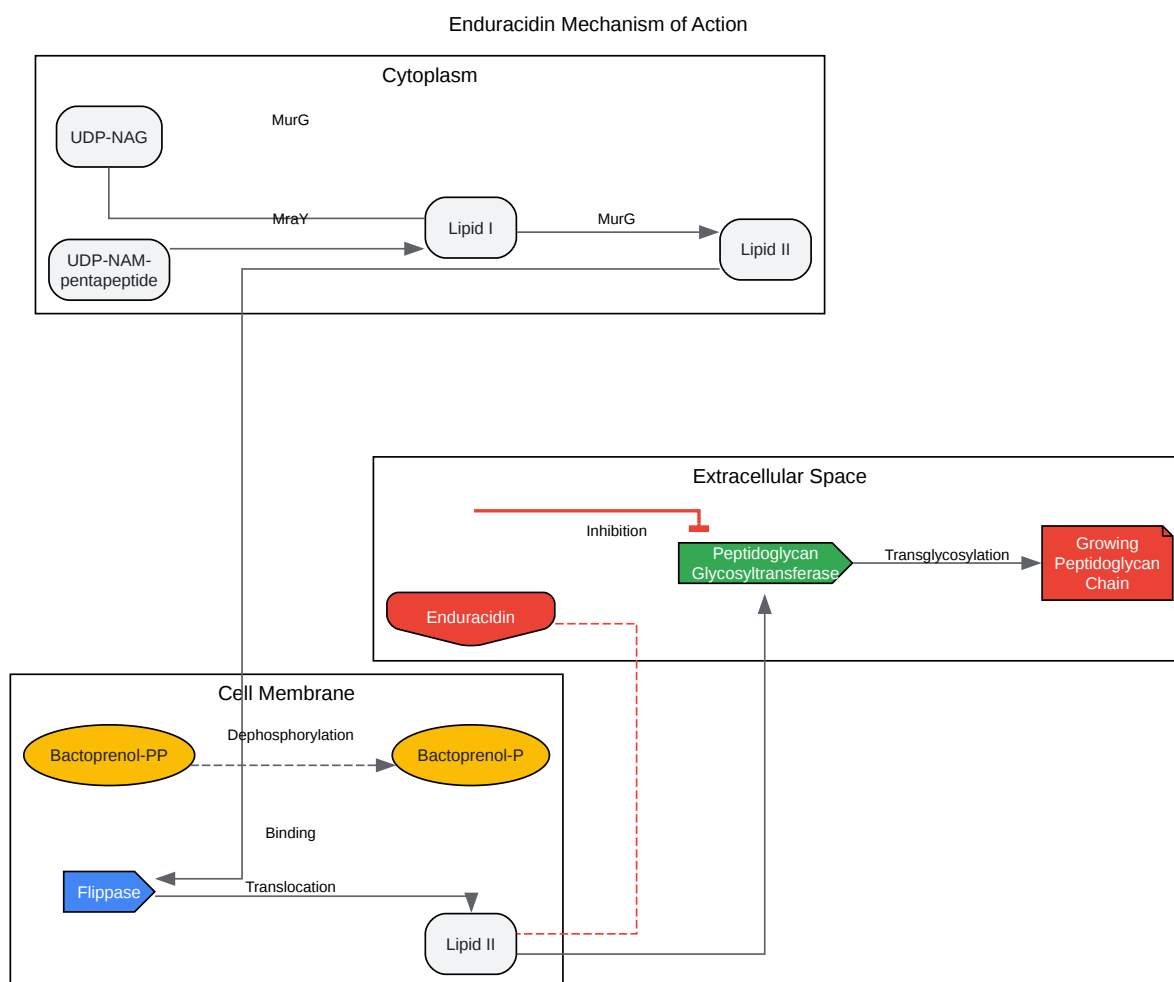 Enduracidin Mechanism of Action
Cytoplasm
MurG
UDP-NAG
MraY
MurG
Lipid I
Lipid II
UDP-NAM-
pentapeptide
Extracellular Space
Inhibition
Peptidoglycan
Glycosyltransferase
Transglycosylation
Growing
Peptidoglycan
Chain
Enduracidin
Cell Membrane
Dephosphorylation
Bactoprenol-PP
Bactoprenol-P
Binding
Flippase
Translocation
Lipid II